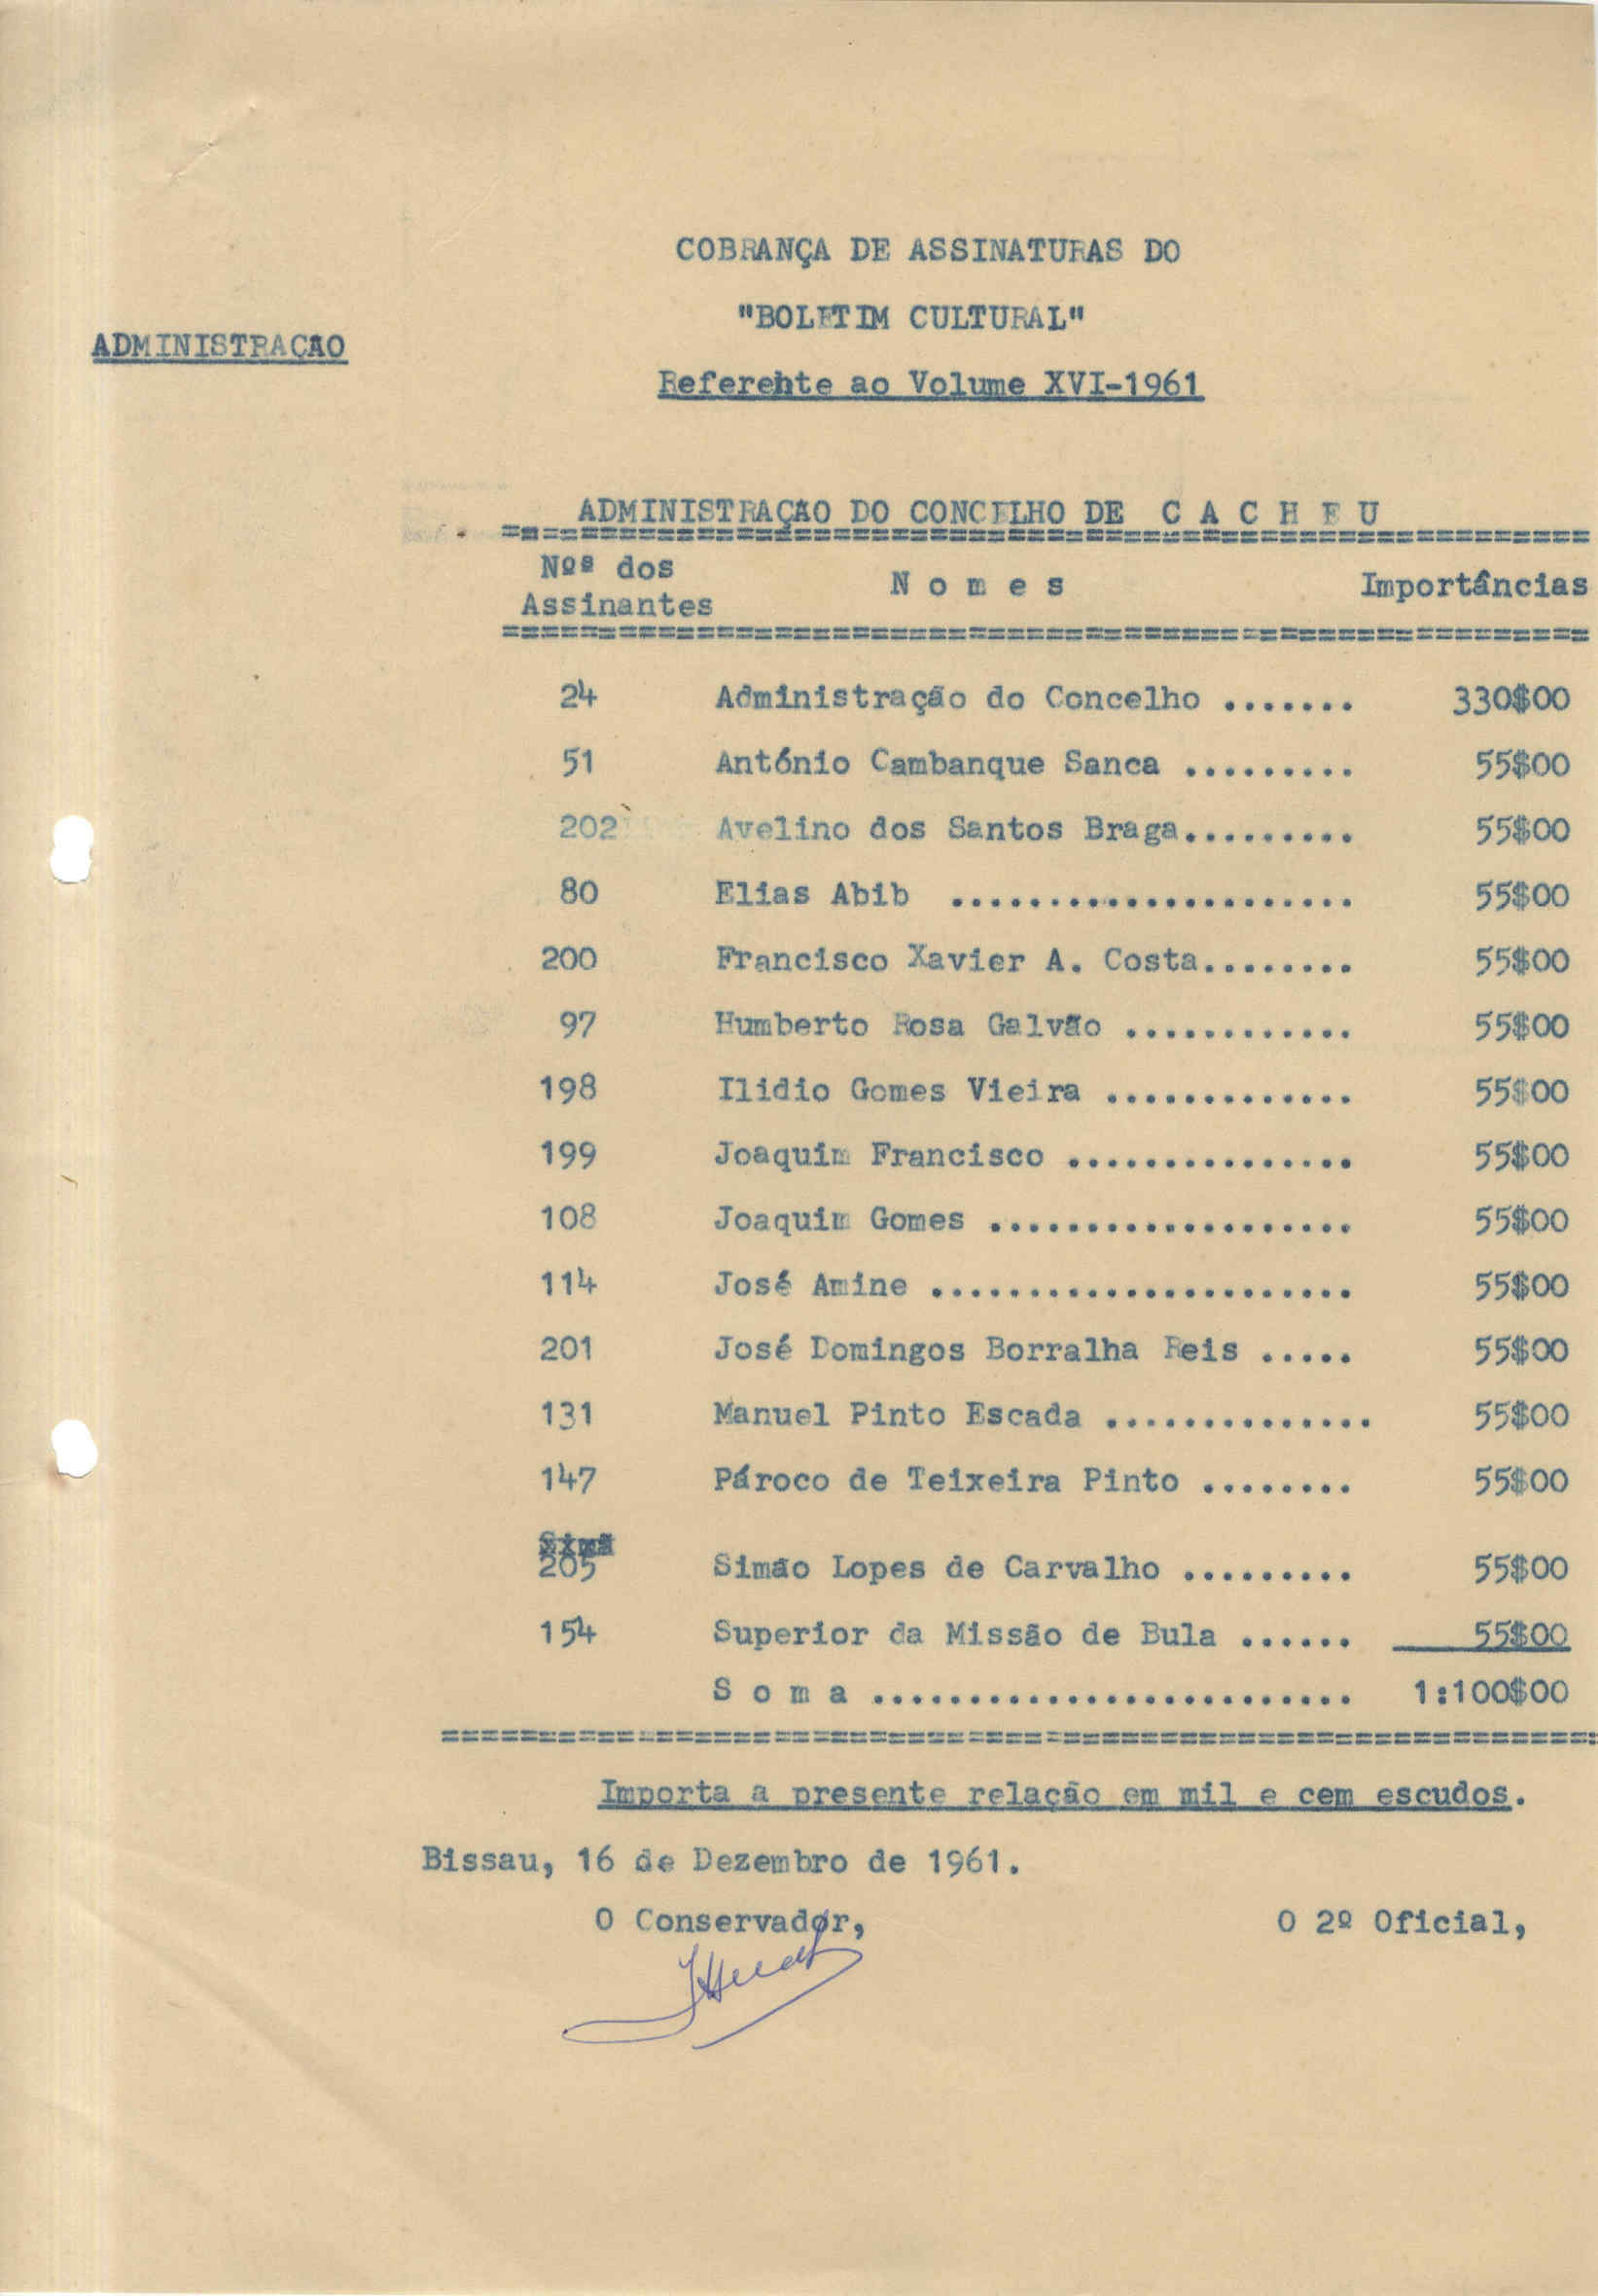 COBRANÇA DE ASSINATURAS DO
"BOLETIM CULTURAL"
ADMINISTRAÇÃO
Referente ao Volume XVI-1961
ADMINISTRAÇÃO DO CONCELHO DE C A C H E U
==========================================================
Nºs dos
Assinantes N o m e s Importâncias
==========================================================
24 Administração do Concelho ....... 330$00
51 António Cambanque Sanca ......... 55$00
202 Avelino dos Santos Braga......... 55$00
80 Elias Abib ..................... 55$00
200 Francisco Xavier A. Costa........ 55$00
97 Humberto Rosa Galvão ............ 55$00
198 Ilidio Gomes Vieira ............. 55$00
199 Joaquim Francisco ............... 55$00
108 Joaquim Gomes ................... 55$00
114 José Amine ...................... 55$00
201 José Domingos Borralha Reis ..... 55$00
131 Manuel Pinto Escada .............. 55$00
147 Pároco de Teixeira Pinto ........ 55$00
205 Simão Lopes de Carvalho ......... 55$00
154 Superior da Missão de Bula ...... 55$00
S o m a ......................... 1:100$00
==========================================================
Importa a presente relação em mil e cem escudos.
Bissau, 16 de Dezembro de 1961.
O Conservador, O 2º Oficial,